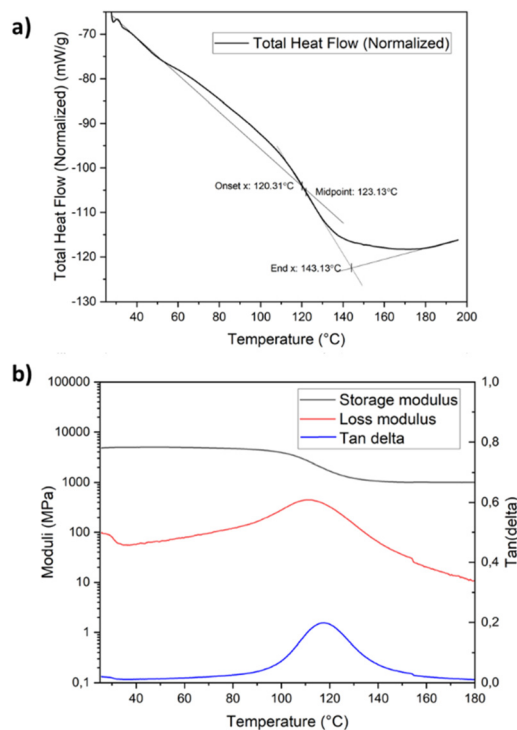 a)
Total Heat Flow (Normalized)
Total Heat Flow (Normalized) (mW/g)
-70
-80
-90
-100
-110
-120
-130
Onset x: 120.31°C
Midpoint: 123.13°C
End x: 143.13°C
40 60 80 100 120 140 160 180 200
Temperature (°C)
b)
Storage modulus
Loss modulus
Tan delta
Moduli (MPa)
100000
10000
1000
100
10
1
0,1
Tan(delta)
1,0
0,8
0,6
0,4
0,2
0,0
40 60 80 100 120 140 160 180
Temperature (°C)